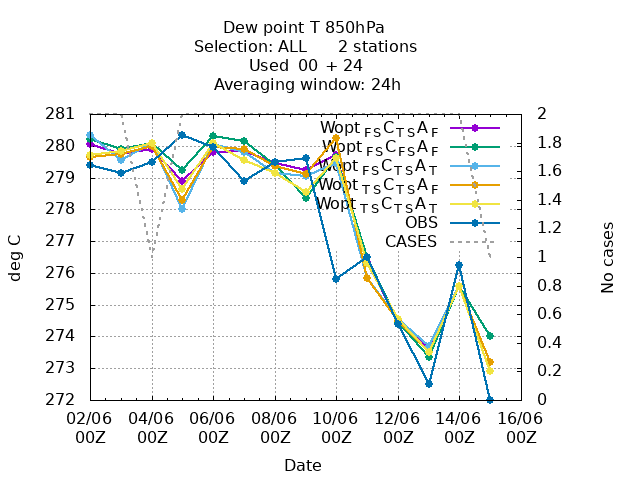 Dew point T 850hPa
Selection: ALL 2 stations
Used 00 + 24
Averaging window: 24h
281
280
279
278
277
276
275
274
273
272
deg C
2
1.8
1.6
1.4
1.2
1
0.8
0.6
0.4
0.2
0
No cases
Wopt FS C TS A F
Wopt FS C FS A F
Wopt FS C TS A T
Wopt TS C TS A F
Wopt TS C TS A T
OBS
CASES
02/06 04/06 06/06 08/06 10/06 12/06 14/06 16/06
00Z 00Z 00Z 00Z 00Z 00Z 00Z 00Z
Date